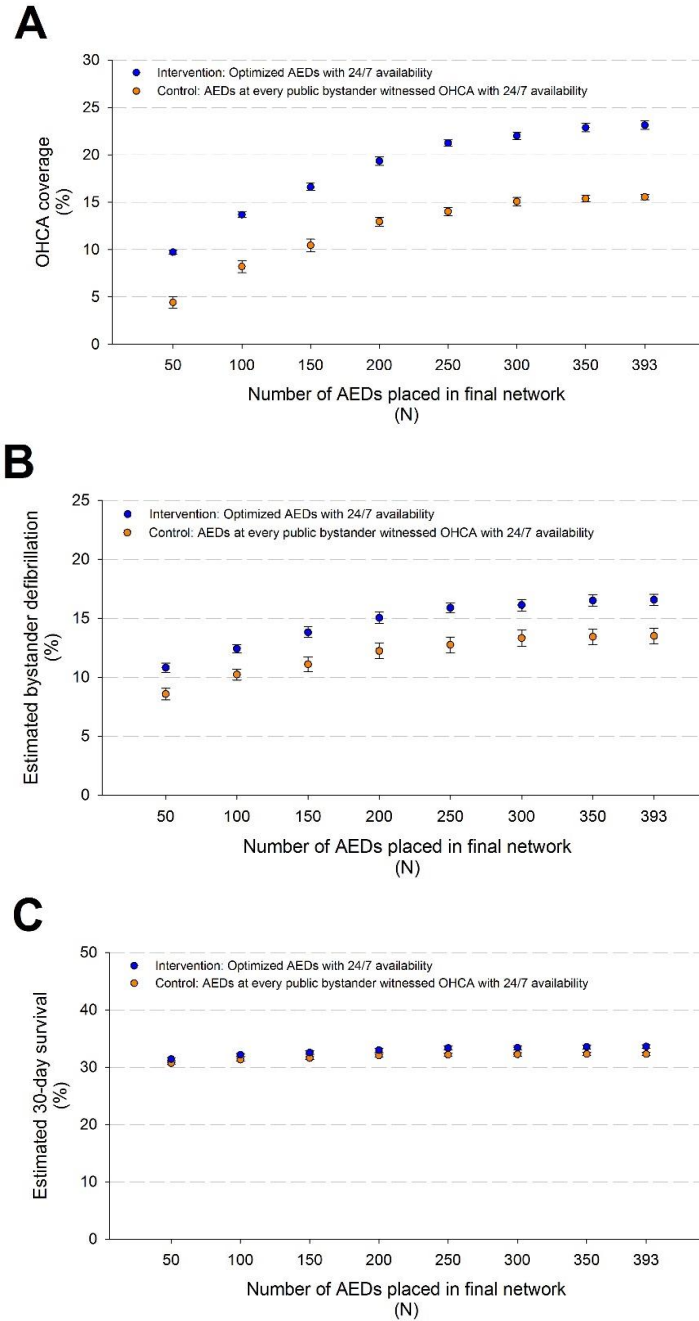 A
OHCA coverage
(%)
30
25
20
15
10
5
0
Intervention: Optimized AEDs with 24/7 availability
Control: AEDs at every public bystander witnessed OHCA with 24/7 availability
50 100 150 200 250 300 350 393
Number of AEDs placed in final network
(N)
B
Estimated bystander defibrillation
(%)
25
20
15
10
5
0
Intervention: Optimized AEDs with 24/7 availability
Control: AEDs at every public bystander witnessed OHCA with 24/7 availability
50 100 150 200 250 300 350 393
Number of AEDs placed in final network
(N)
C
Estimated 30-day survival
(%)
50
40
30
20
10
0
Intervention: Optimized AEDs with 24/7 availability
Control: AEDs at every public bystander witnessed OHCA with 24/7 availability
50 100 150 200 250 300 350 393
Number of AEDs placed in final network
(N)